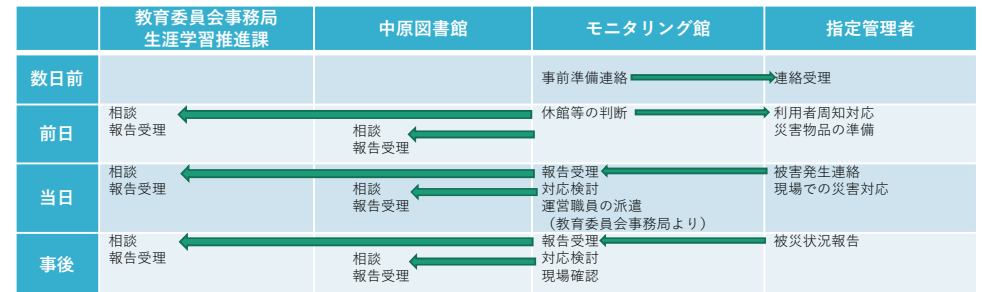 教育委員会事務局
生涯学習推進課
中原図書館
モニタリング館
指定管理者
数日前
事前準備連絡
連絡受理
前日
相談
報告受理
相談
報告受理
休館等の判断
利用者周知対応
災害物品の準備
当日
相談
報告受理
相談
報告受理
報告受理
対応検討
運営職員の派遣
（教育委員会事務局より）
被害発生連絡
現場での災害対応
事後
相談
報告受理
相談
報告受理
報告受理
対応検討
現場確認
被災状況報告